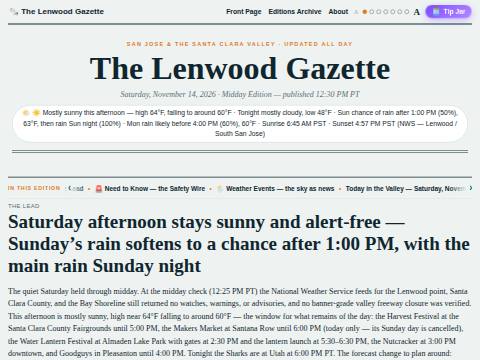 The Lenwood Gazette
Front Page Editions Archive About A A Tip Jar
SAN JOSE & THE SANTA CLARA VALLEY · UPDATED ALL DAY
The Lenwood Gazette
Saturday, November 14, 2026 · Midday Edition — published 12:30 PM PT
Mostly sunny this afternoon — high 64°F, falling to around 60°F · Tonight mostly cloudy, low 48°F · Sun chance of rain after 1:00 PM (50%),
63°F, then rain Sun night (100%) · Mon rain likely before 4:00 PM (60%), 60°F · Sunrise 6:45 AM PST · Sunset 4:57 PM PST (NWS — Lenwood /
South San Jose)
IN THIS EDITION ‹ Lead • 🚨 Need to Know — the Safety Wire • Weather Events — the sky as news • Today in the Valley — Saturday, Novem ›
THE LEAD
Saturday afternoon stays sunny and alert-free —
Sunday’s rain softens to a chance after 1:00 PM, with the
main rain Sunday night
The quiet Saturday held through midday. At the midday check (12:25 PM PT) the National Weather Service feeds for the Lenwood point, Santa
Clara County, and the Bay Shoreline still returned no watches, warnings, or advisories, and no banner-grade valley freeway closure was verified.
This afternoon is mostly sunny, high near 64°F falling to around 60°F — the window for what remains of the day: the Harvest Festival at the
Santa Clara County Fairgrounds until 5:00 PM, the Makers Market at Santana Row until 6:00 PM (today only — its Sunday day is cancelled),
the Water Lantern Festival at Almaden Lake Park with gates at 2:30 PM and the lantern launch at 5:30–6:30 PM, the Nutcracker at 3:00 PM
downtown, and Goodguys in Pleasanton until 4:00 PM. Tonight the Sharks are at Utah at 6:00 PM PT. The forecast change to plan around: